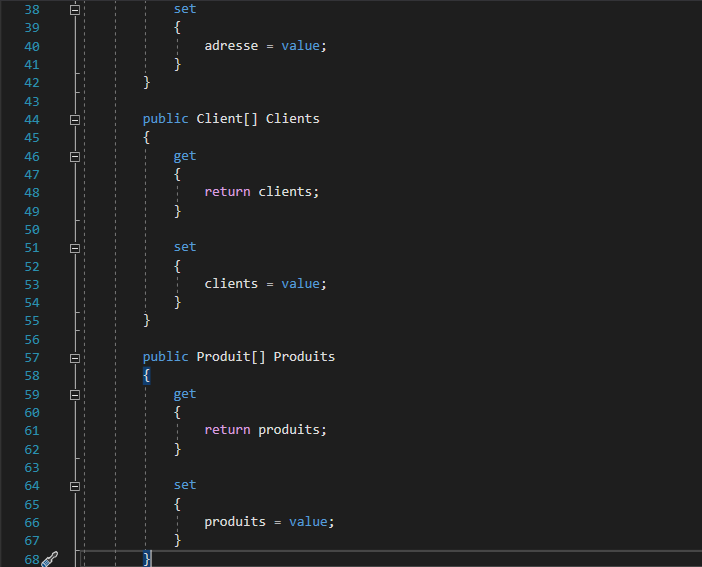 38 set
39 {
40 adresse = value;
41 }
42 }
43
44 public Client[] Clients
45 {
46 get
47 {
48 return clients;
49 }
50
51 set
52 {
53 clients = value;
54 }
55 }
56
57 public Produit[] Produits
58 {
59 get
60 {
61 return produits;
62 }
63
64 set
65 {
66 produits = value;
67 }
68 }